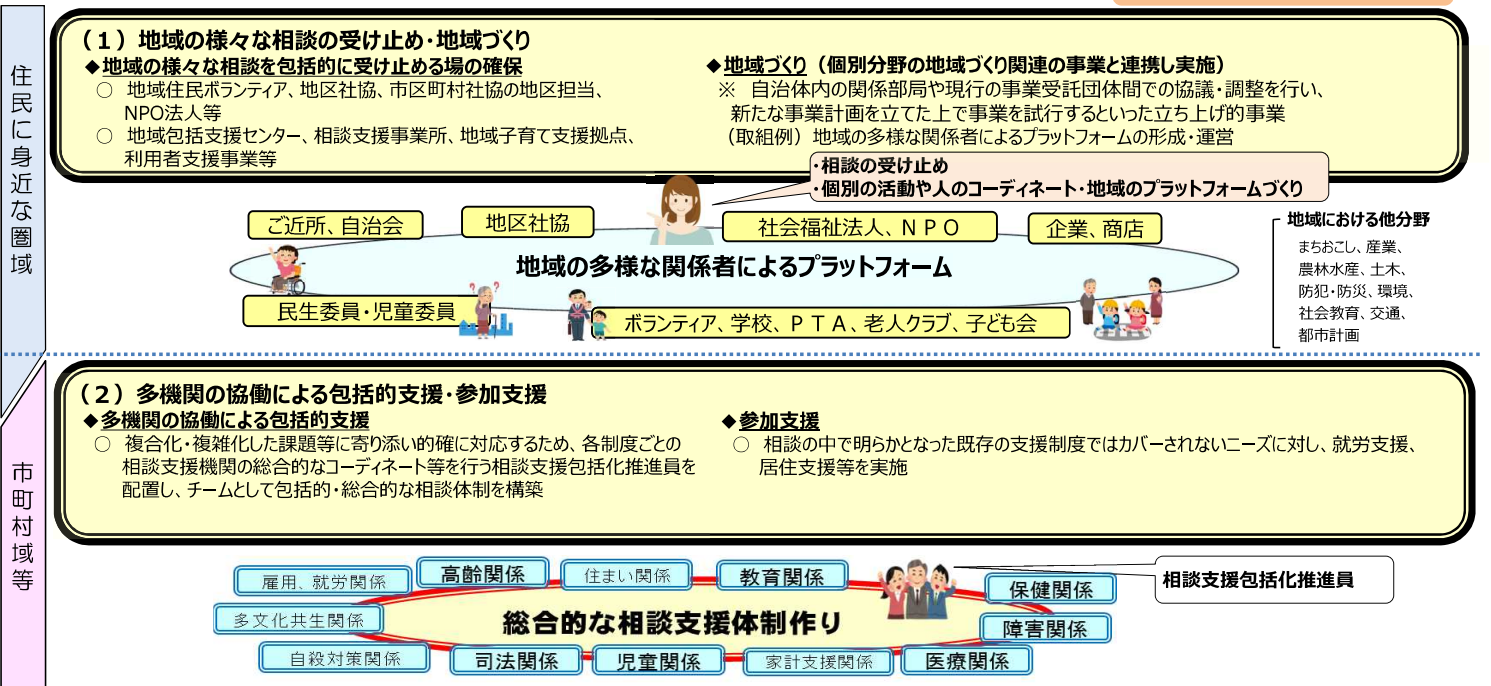 住民に身近な圏域
（１）地域の様々な相談の受け止め・地域づくり
◆地域の様々な相談を包括的に受け止める場の確保
○ 地域住民ボランティア、地区社協、市区町村社協の地区担当、
NPO法人等
○ 地域包括支援センター、相談支援事業所、地域子育て支援拠点、
利用者支援事業等
◆地域づくり（個別分野の地域づくり関連の事業と連携し実施）
※ 自治体内の関係部局や現行の事業受託団体間での協議・調整を行い、
新たな事業計画を立てた上で事業を試行するといった立ち上げ的事業
（取組例）地域の多様な関係者によるプラットフォームの形成・運営
・相談の受け止め
・個別の活動や人のコーディネート・地域のプラットフォームづくり
ご近所、自治会
地区社協
社会福祉法人、ＮＰＯ
企業、商店
地域の多様な関係者によるプラットフォーム
民生委員・児童委員
ボランティア、学校、ＰＴＡ、老人クラブ、子ども会
地域における他分野
まちおこし、産業、
農林水産、土木、
防犯・防災、環境、
社会教育、交通、
都市計画
市町村域等
（２）多機関の協働による包括的支援・参加支援
◆多機関の協働による包括的支援
○ 複合化・複雑化した課題等に寄り添い的確に対応するため、各制度ごとの
相談支援機関の総合的なコーディネート等を行う相談支援包括化推進員を
配置し、チームとして包括的・総合的な相談体制を構築
◆参加支援
○ 相談の中で明らかとなった既存の支援制度ではカバーされないニーズに対し、就労支援、
居住支援等を実施
雇用、就労関係
高齢関係
住まい関係
教育関係
保健関係
相談支援包括化推進員
多文化共生関係
総合的な相談支援体制作り
障害関係
自殺対策関係
司法関係
児童関係
家計支援関係
医療関係